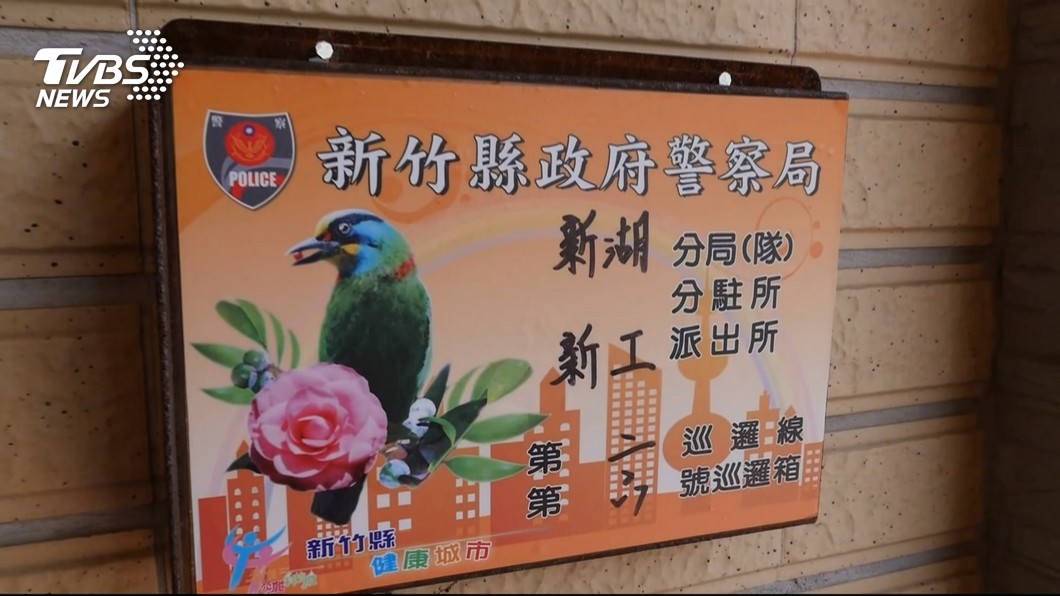 TVBS
NEWS
警察
POLICE
新竹縣政府警察局
新湖 分局(隊)
分駐所
新工 派出所
第 二 巡邏線
第 號巡邏箱
新竹縣
健康城市